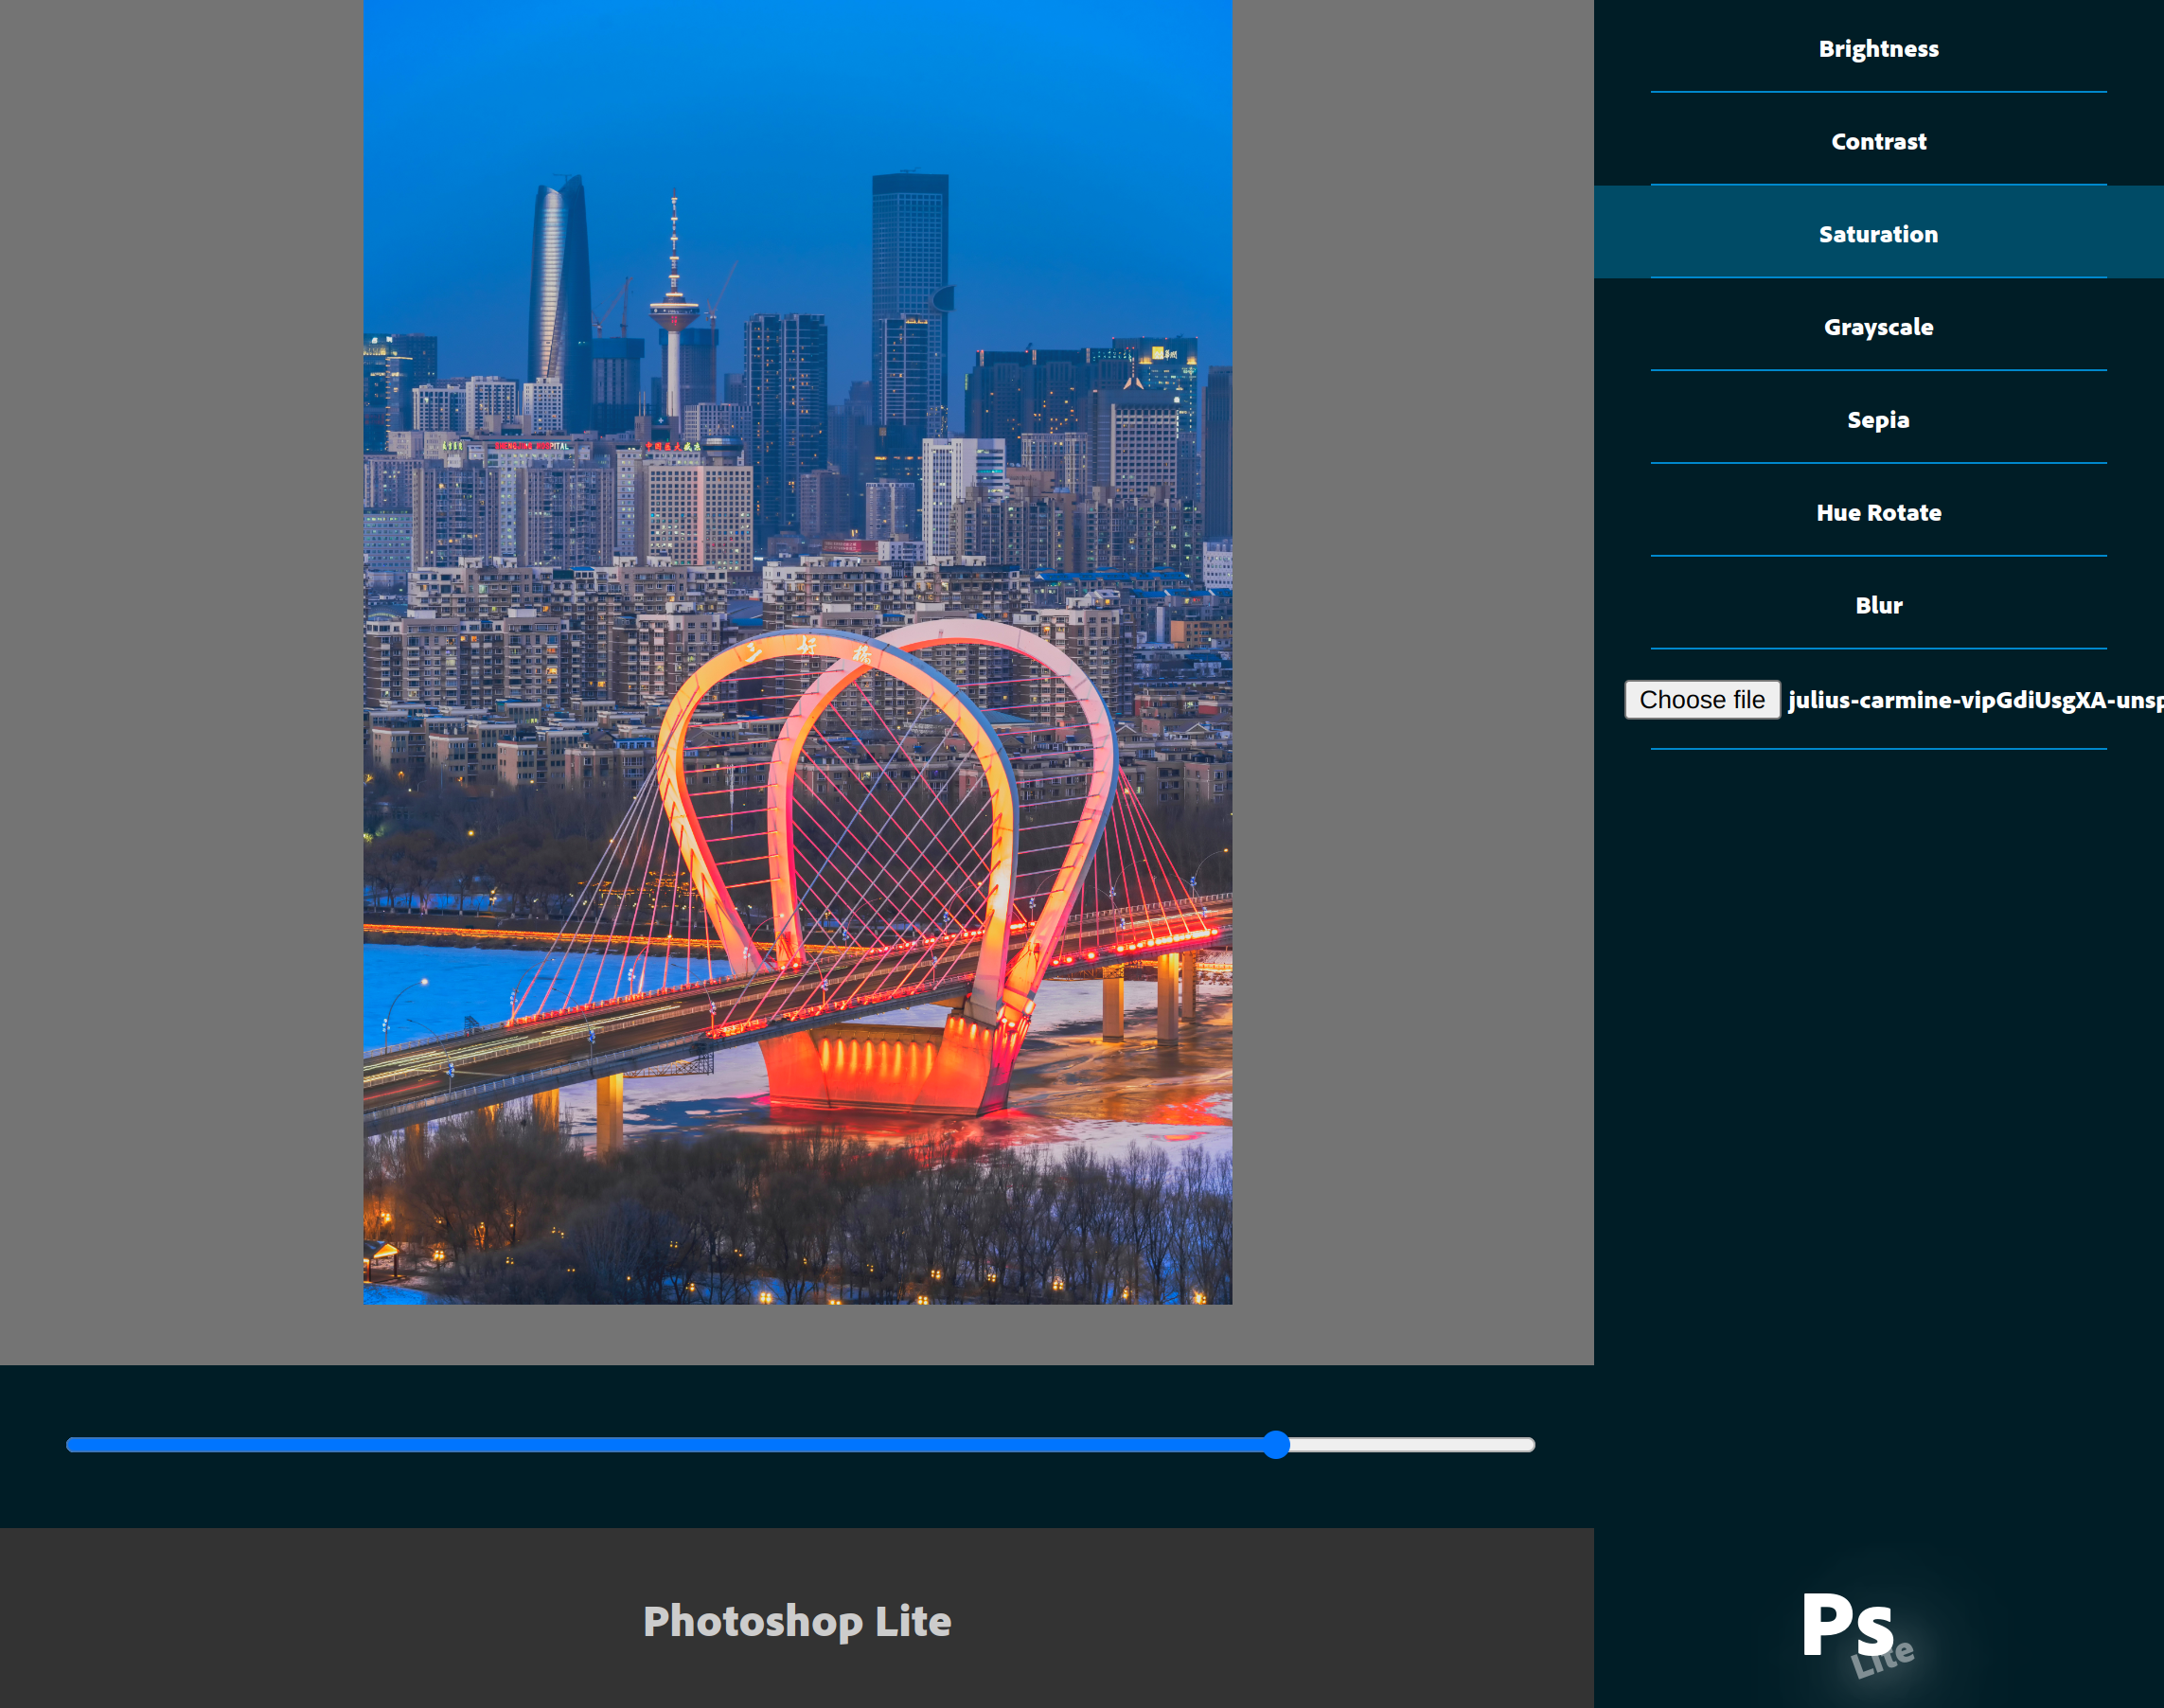 Brightness
Contrast
Saturation
Grayscale
Sepia
Hue Rotate
Blur
Choose file julius-carmine-vipGdiUsgXA-unsp
Photoshop Lite
Ps
Lite